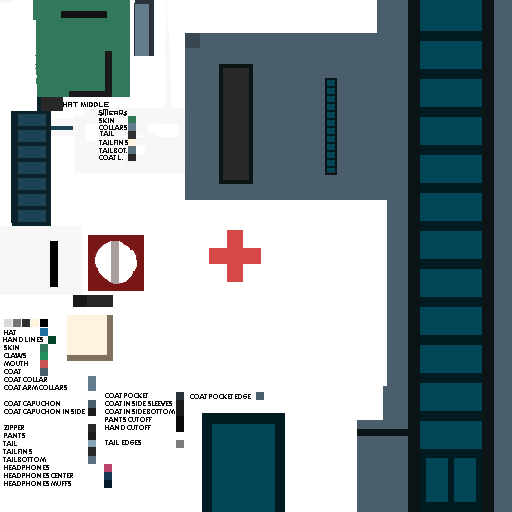 HAT MIDDLE
SKIN
COLLARS
TAIL
TAILFINS
TAILBOT.
COAT L.
HAT
HAND LINES
SKIN
CLAWS
MOUTH
COAT
COAT COLLAR
COAT ARM COLLARS
COAT CAPUCHON
COAT CAPUCHON IN SIDE
ZIPPER
PANTS
TAIL
TAILFINS
TAILBOTTOM
HEADPHONES
HEADPHONES CENTER
HEADPHONES MUFFS
COAT POCKET
COAT IN SIDE SLEEVES
COAT IN SIDEBOTTOM
PANTS CUTOFF
HAND CUTOFF
TAIL EDGES
COAT POCKET EDGE